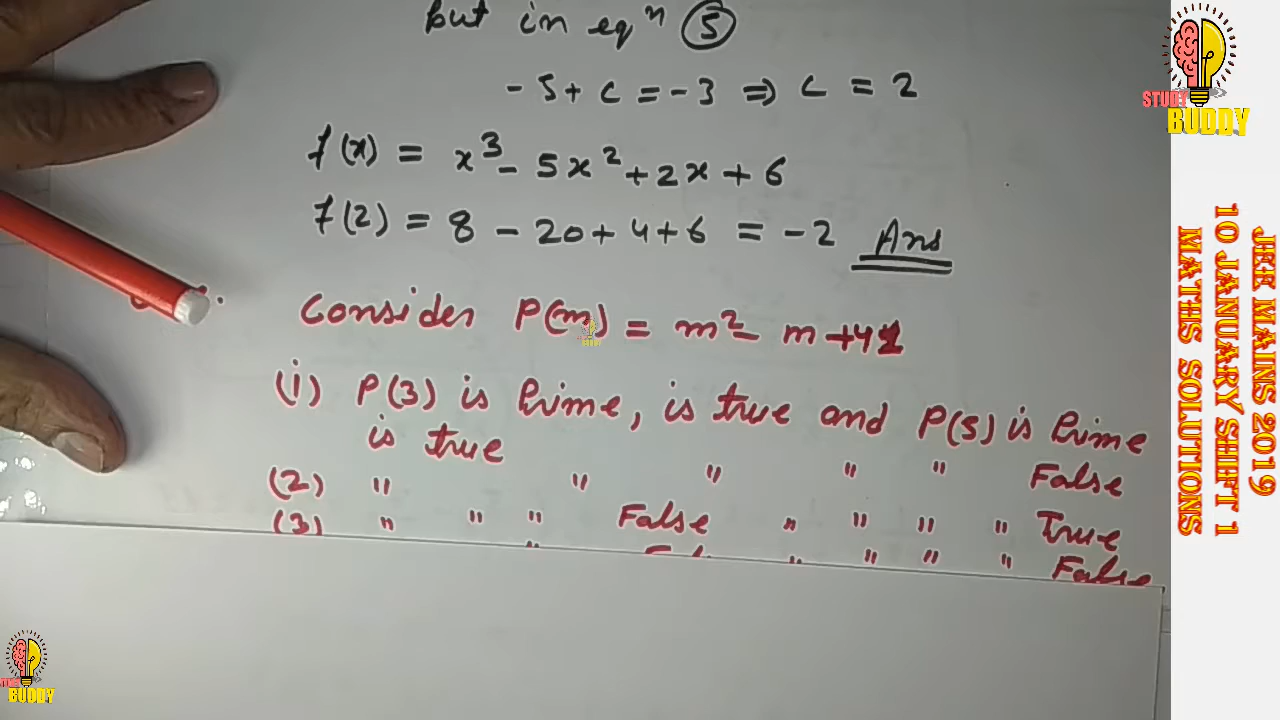 but in eqⁿ ⑤
- 5 + c = - 3 ⇒ c = 2
f(x) = x³ - 5x² + 2x + 6
f(2) = 8 - 20 + 4 + 6 = - 2 Ans
Consider P(m) = m² - m + 41
(i) P(3) is Prime, is true and P(5) is Prime
is true
(2) " " " " " False
(3) " " " False " " " " True
" " " " " False
STUDY
BUDDY
JEE MAINS 2019
10 JANUARY SHIFT 1
MATHS SOLUTIONS
BUDDY